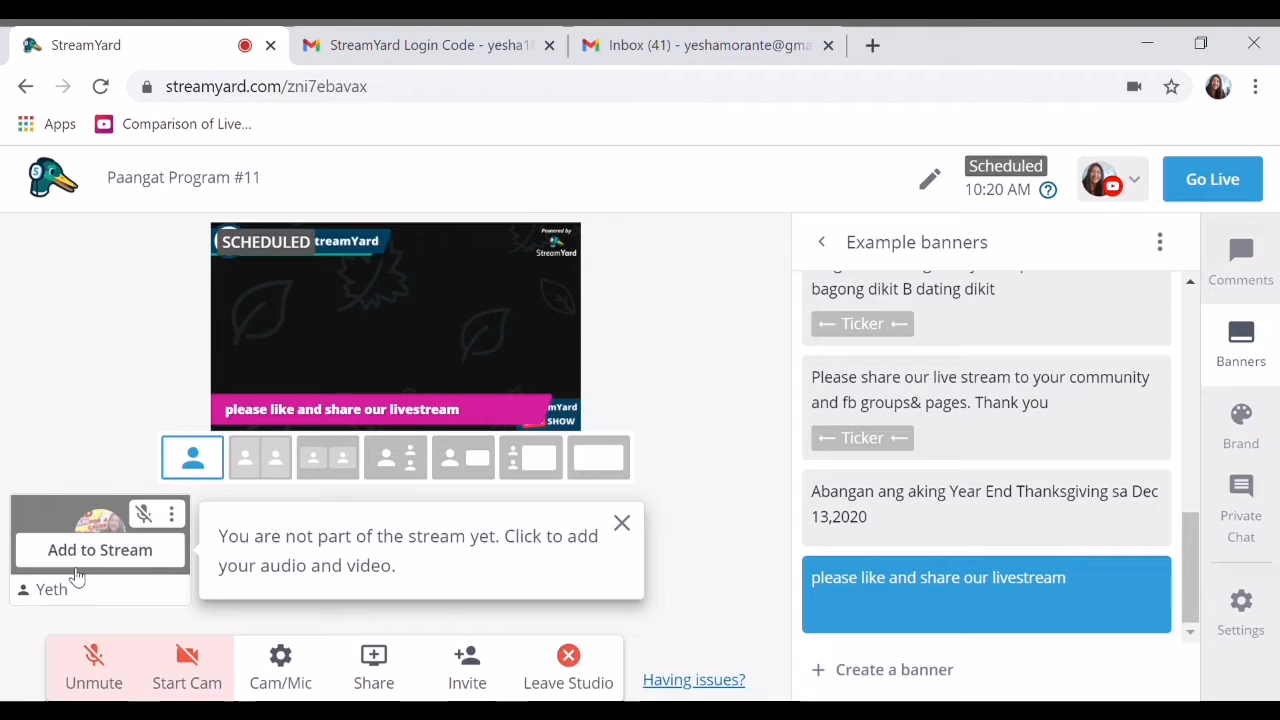 StreamYard
StreamYard Login Code - yesha1
Inbox (41) - yeshamorante@gma
streamyard.com/zni7ebavax
Apps
Comparison of Live...
Paangat Program #11
Scheduled
10:20 AM
Go Live
SCHEDULED
treamYard
Powered by
StreamYard
please like and share our livestream
mYard
SHOW
Example banners
bagong dikit B dating dikit
Ticker
Please share our live stream to your community
and fb groups& pages. Thank you
Ticker
Abangan ang aking Year End Thanksgiving sa Dec
13,2020
please like and share our livestream
Create a banner
Comments
Banners
Brand
Private
Chat
Settings
Add to Stream
Yeth
You are not part of the stream yet. Click to add
your audio and video.
Unmute
Start Cam
Cam/Mic
Share
Invite
Leave Studio
Having issues?